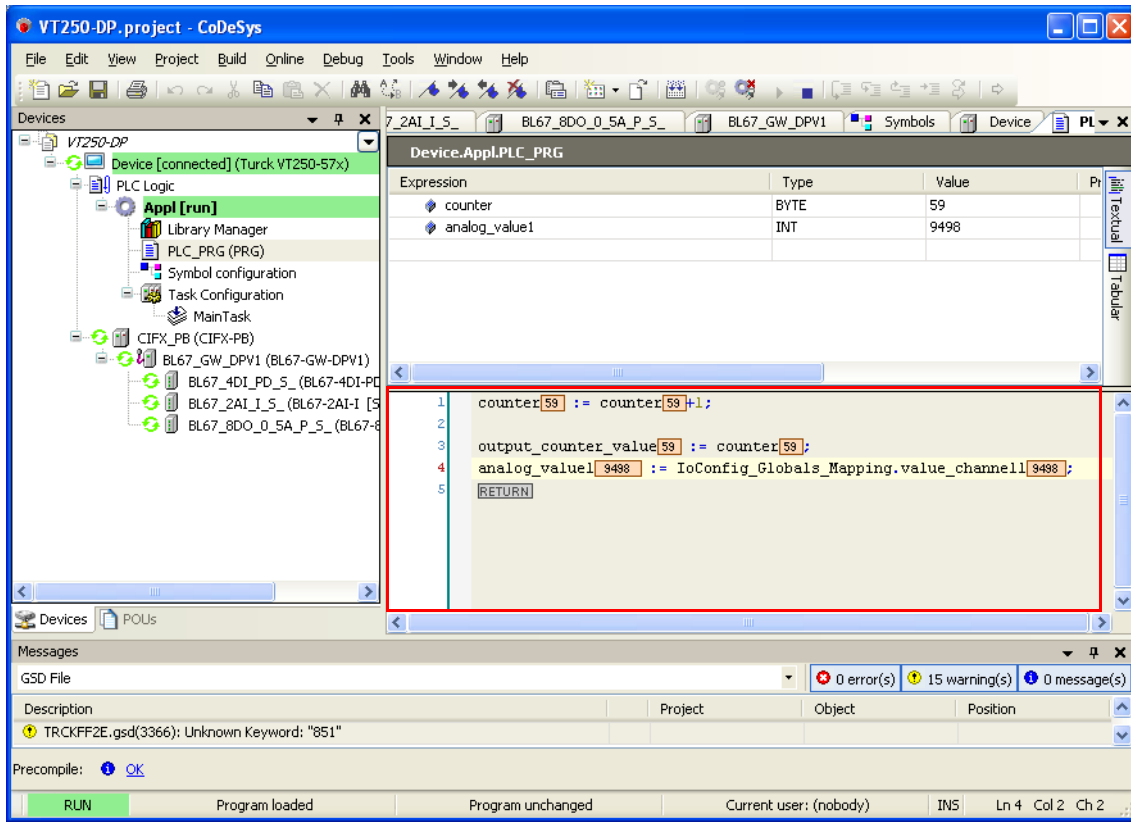 VT250-DP.project - CoDeSys
File Edit View Project Build Online Debug Tools Window Help
Devices
VT250-DP
Device [connected] (Turck VT250-57x)
PLC Logic
Appl [run]
Library Manager
PLC_PRG (PRG)
Symbol configuration
Task Configuration
MainTask
CIFX_PB (CIFX-PB)
BL67_GW_DPV1 (BL67-GW-DPV1)
BL67_4DI_PD_S_ (BL67-4DI-PD
BL67_2AI_I_S_ (BL67-2AI-I [S
BL67_8DO_0_5A_P_S_ (BL67-8
Devices POUs
7_2AI_I_S_ BL67_8DO_0_5A_P_S_ BL67_GW_DPV1 Symbols Device PL
Device.Appl.PLC_PRG
Expression Type Value Pr
counter BYTE 59
analog_value1 INT 9498
Textual
Tabular
1 counter 59 := counter 59 +1;
2
3 output_counter_value 59 := counter 59 ;
4 analog_value1 9498 := IoConfig_Globals_Mapping.value_channel1 9498 ;
5 RETURN
Messages
GSD File 0 error(s) 15 warning(s) 0 message(s)
Description Project Object Position
TRCKFF2E.gsd(3366): Unknown Keyword: "851"
Precompile: OK
RUN Program loaded Program unchanged Current user: (nobody) INS Ln 4 Col 2 Ch 2